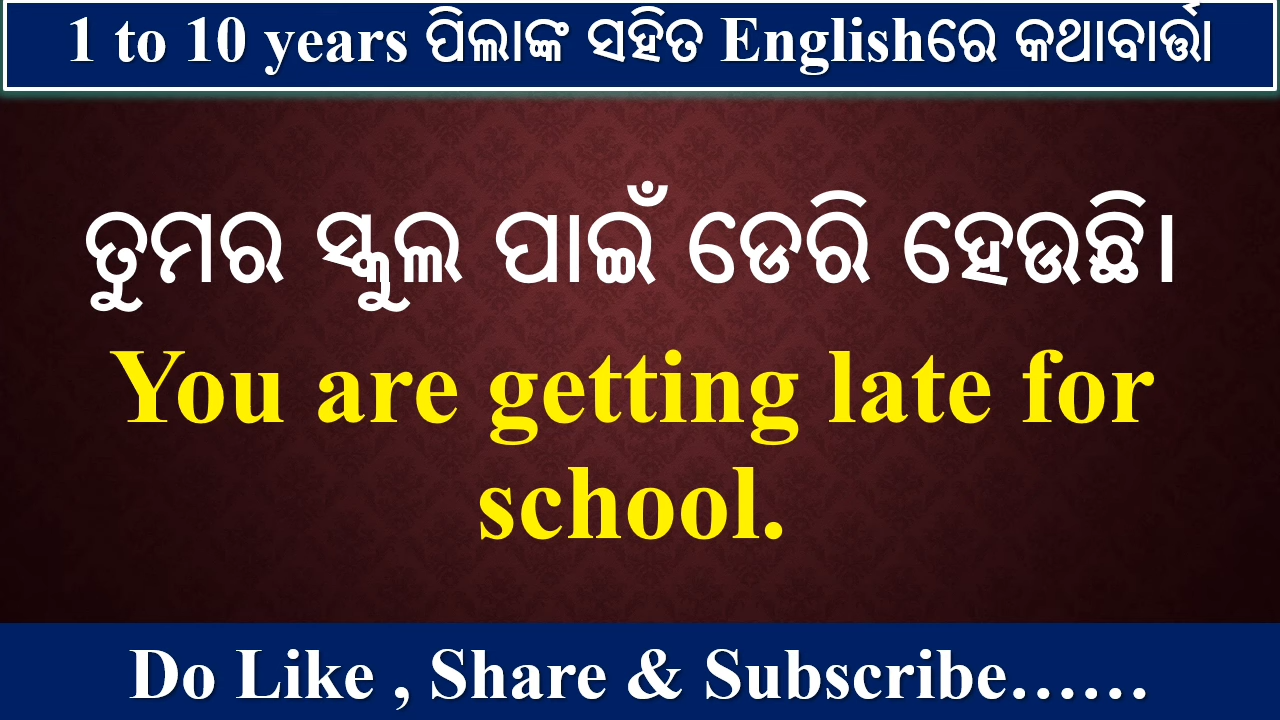 1 to 10 years ପିଲାଙ୍କ ସହିତ Englishରେ କଥାବାର୍ତ୍ତା
ତୁମର ସ୍କୁଲ ପାଇଁ ଡେରି ହେଉଛି।
You are getting late for
school.
Do Like , Share & Subscribe……